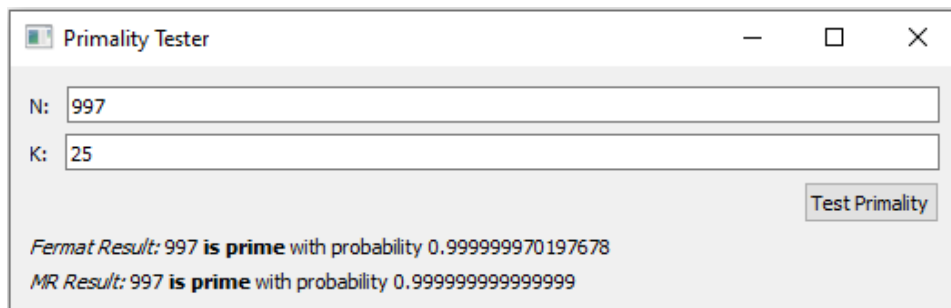 Primality Tester
N: 997
K: 25
Test Primality
Fermat Result: 997 is prime with probability 0.999999970197678
MR Result: 997 is prime with probability 0.999999999999999